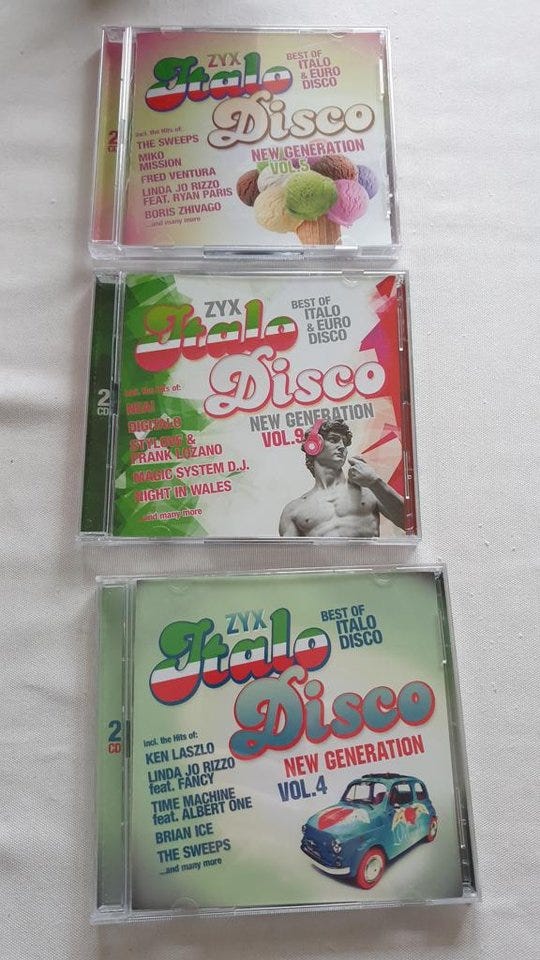 ZYX
Italo
Disco
BEST OF
ITALO
& EURO
DISCO
NEW GENERATION
VOL.5
incl. the Hits of:
THE SWEEPS
MIKO
MISSION
FRED VENTURA
LINDA JO RIZZO
FEAT. RYAN PARIS
BORIS ZHIVAGO
...and many more
2
CD
ZYX
Italo
Disco
BEST OF
ITALO
& EURO
DISCO
NEW GENERATION
VOL.9
incl. the Hits of:
DIGITALO
STYLOVE &
FRANK LOZANO
MAGIC SYSTEM D.J.
NIGHT IN WALES
...and many more
2
CD
ZYX
Italo
Disco
BEST OF
ITALO
DISCO
NEW GENERATION
VOL.4
incl. the Hits of:
KEN LASZLO
LINDA JO RIZZO
feat. FANCY
TIME MACHINE
feat. ALBERT ONE
BRIAN ICE
THE SWEEPS
...and many more
2
CD